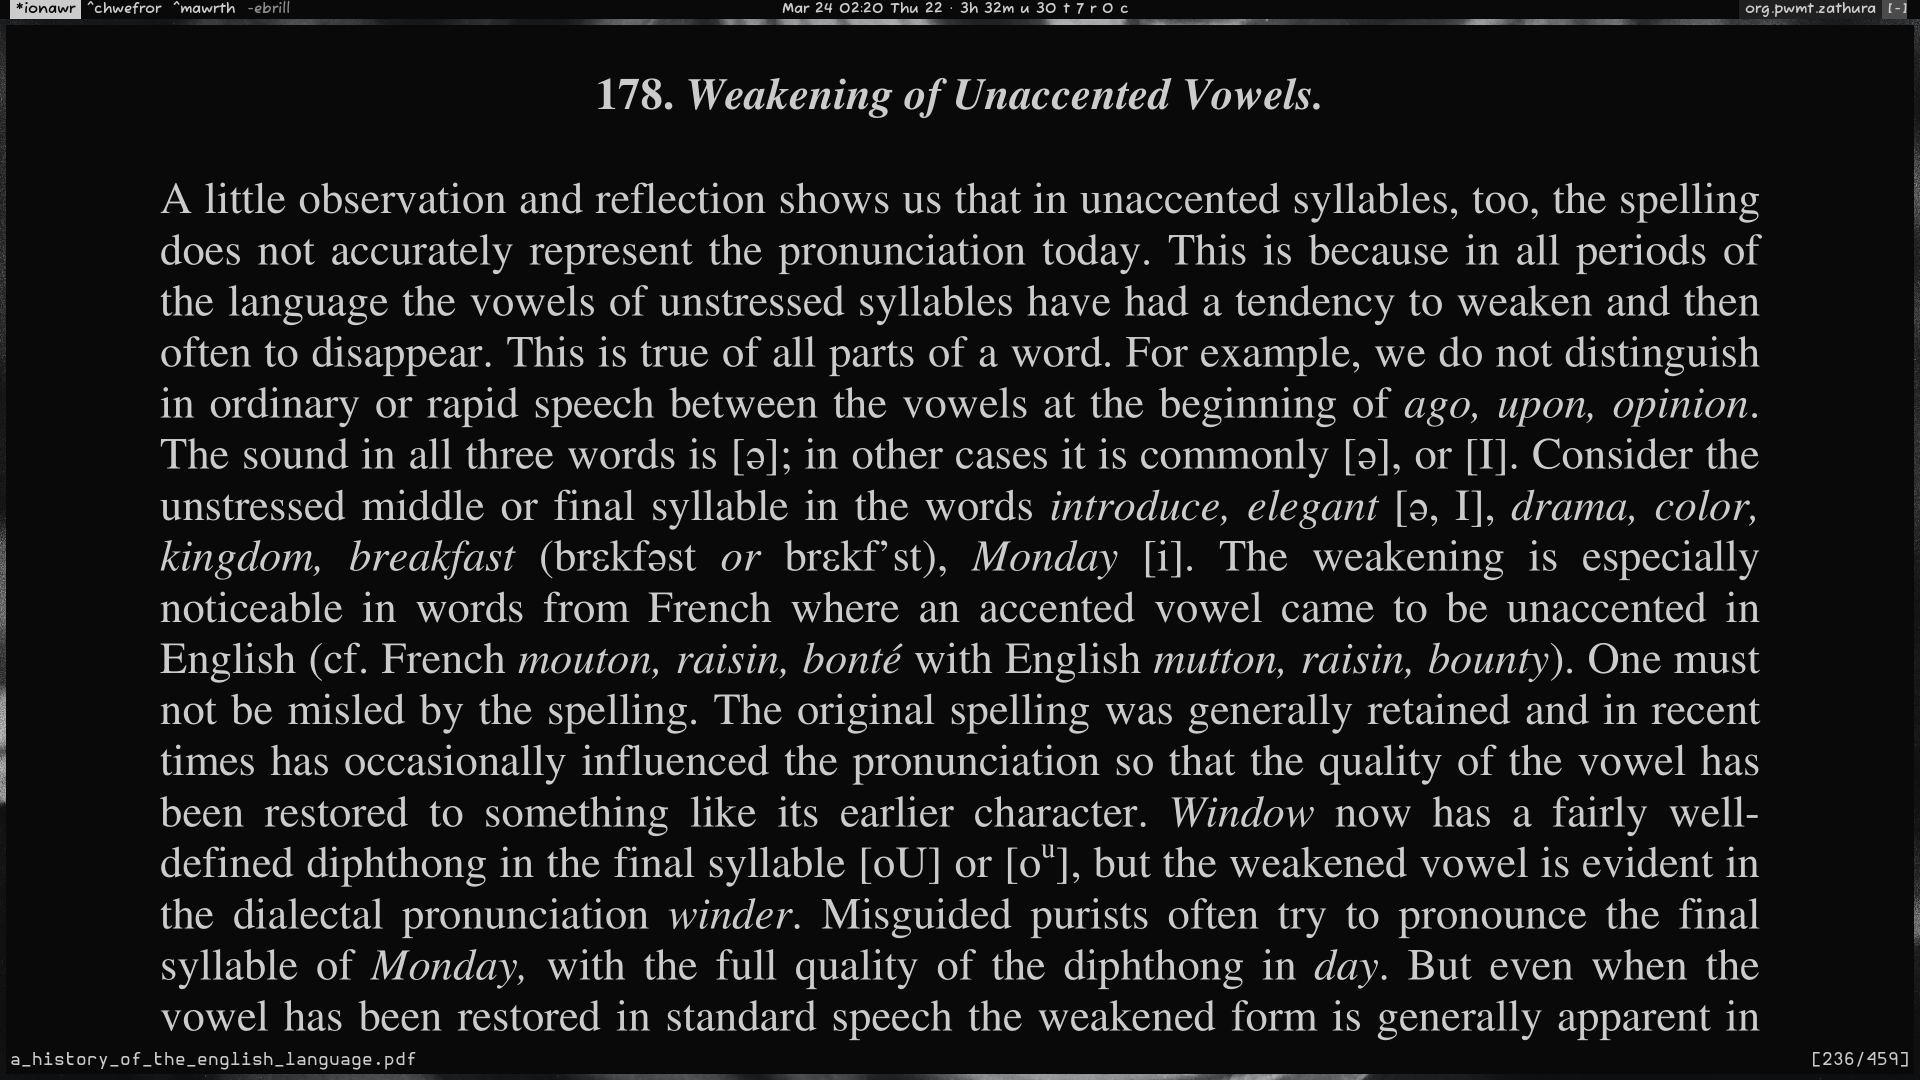 *ionawr ^chwefror ^mawrth -ebrill
Mar 24 02:20 Thu 22 · 3h 32m u 30 t 7 r 0 c
org.pwmt.zathura [-]
178. Weakening of Unaccented Vowels.
A little observation and reflection shows us that in unaccented syllables, too, the spelling
does not accurately represent the pronunciation today. This is because in all periods of
the language the vowels of unstressed syllables have had a tendency to weaken and then
often to disappear. This is true of all parts of a word. For example, we do not distinguish
in ordinary or rapid speech between the vowels at the beginning of ago, upon, opinion.
The sound in all three words is [ə]; in other cases it is commonly [ə], or [I]. Consider the
unstressed middle or final syllable in the words introduce, elegant [ə, I], drama, color,
kingdom, breakfast (brɛkfəst or brɛkf’st), Monday [i]. The weakening is especially
noticeable in words from French where an accented vowel came to be unaccented in
English (cf. French mouton, raisin, bonté with English mutton, raisin, bounty). One must
not be misled by the spelling. The original spelling was generally retained and in recent
times has occasionally influenced the pronunciation so that the quality of the vowel has
been restored to something like its earlier character. Window now has a fairly well-
defined diphthong in the final syllable [oU] or [oᵘ], but the weakened vowel is evident in
the dialectal pronunciation winder. Misguided purists often try to pronounce the final
syllable of Monday, with the full quality of the diphthong in day. But even when the
vowel has been restored in standard speech the weakened form is generally apparent in
a_history_of_the_english_language.pdf
[236/459]